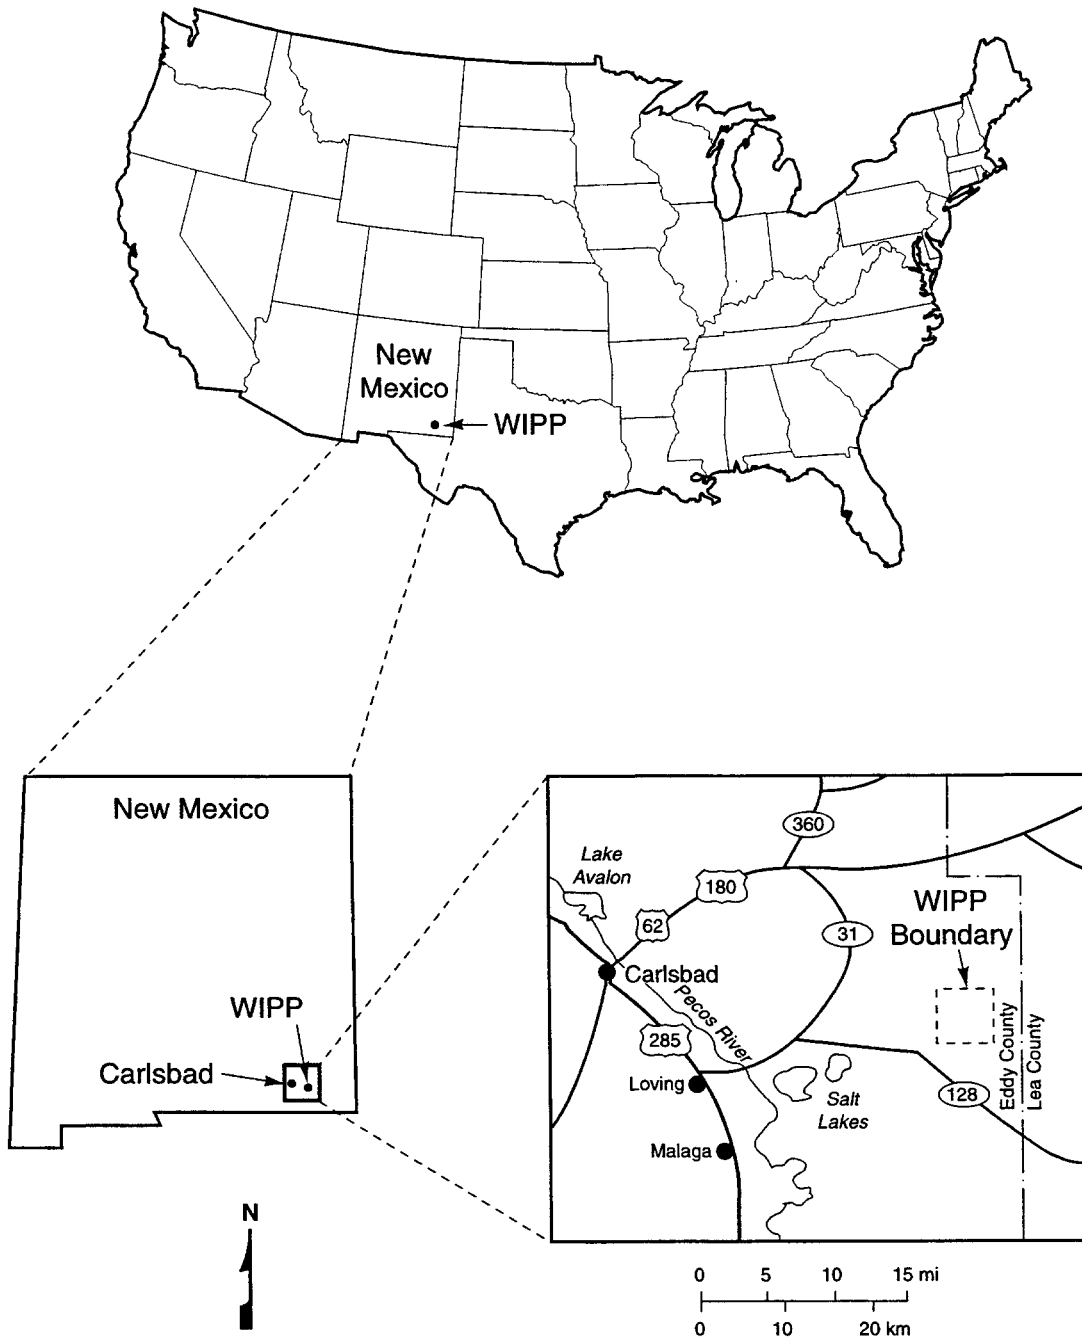 New
Mexico
WIPP
New Mexico
WIPP
Carlsbad
N
360
Lake
Avalon
180
62
31
WIPP
Boundary
Carlsbad
Pecos River
285
Loving
Salt
Lakes
128
Eddy County
Lea County
Malaga
0 5 10 15 mi
0 10 20 km